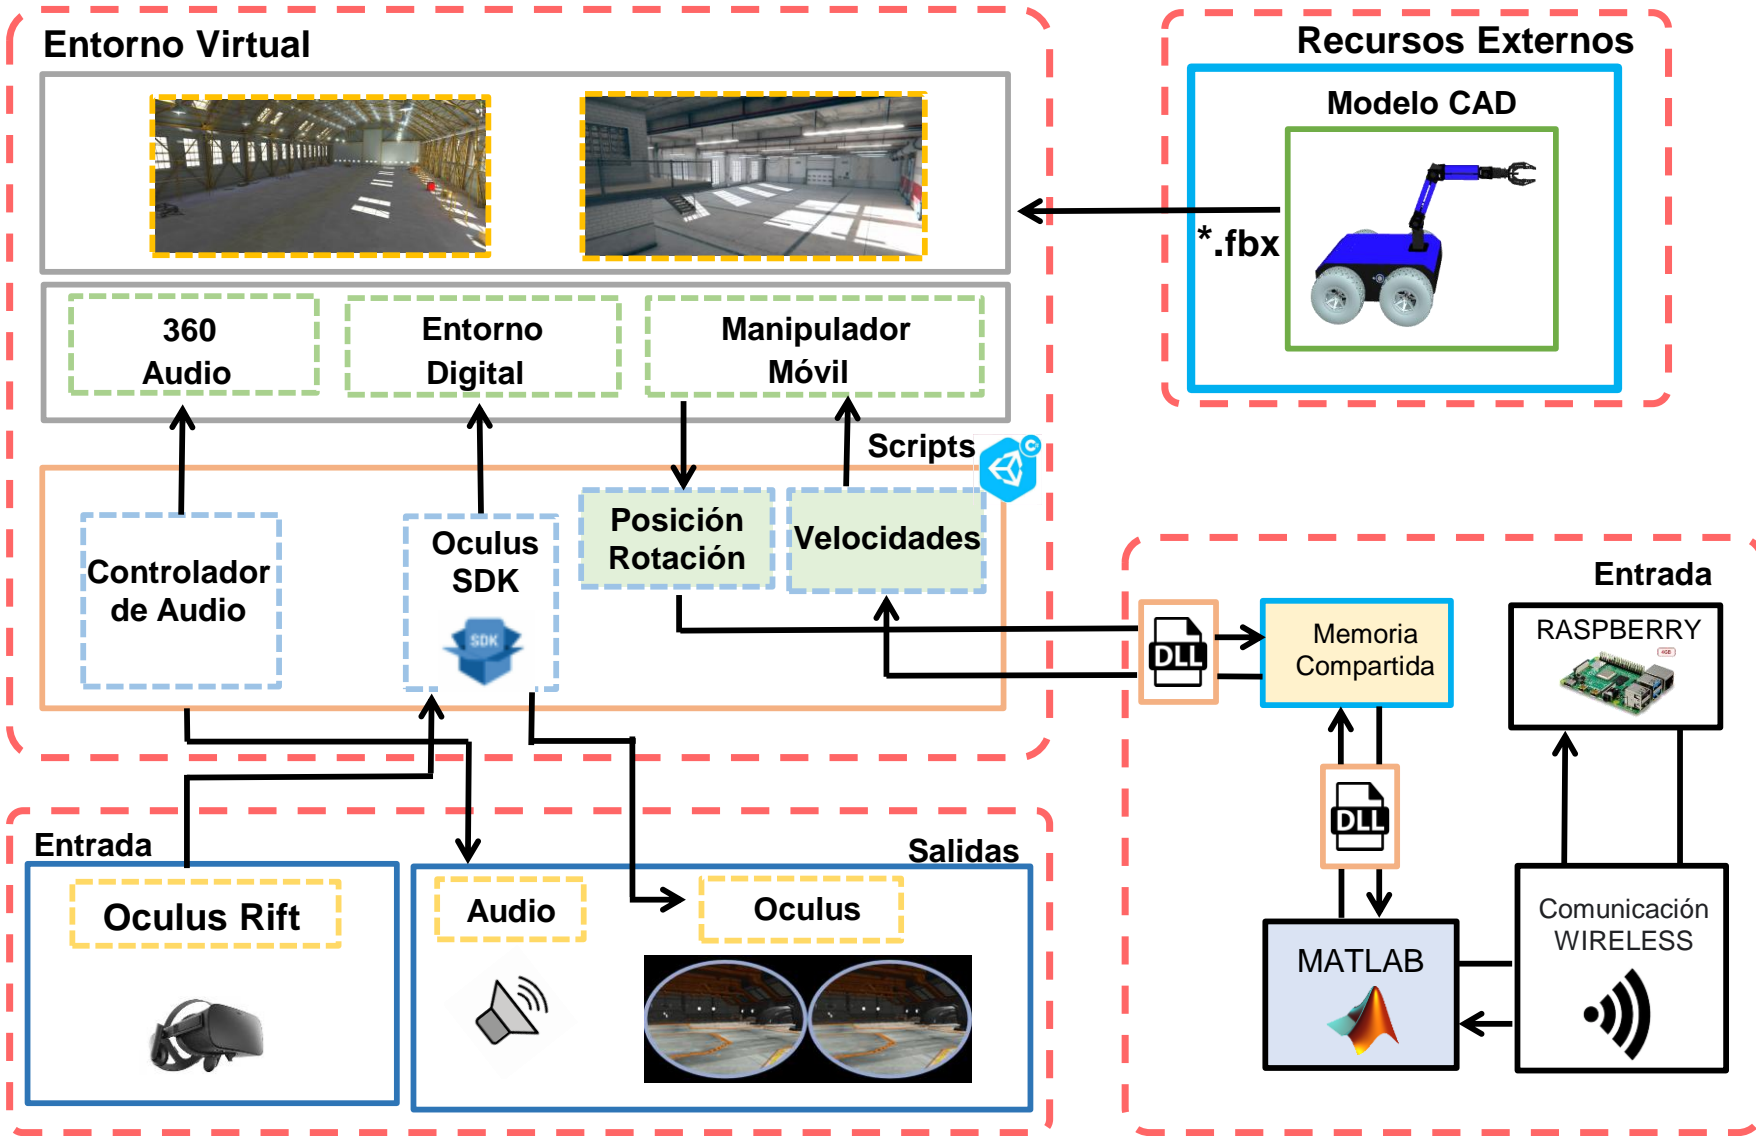 Entorno Virtual
Recursos Externos
Modelo CAD
*.fbx
360
Audio
Entorno
Digital
Manipulador
Móvil
Scripts
C#
Controlador
de Audio
Oculus
SDK
SDK
Posición
Rotación
Velocidades
Entrada
DLL
Memoria
Compartida
RASPBERRY
4GB
DLL
MATLAB
Comunicación
WIRELESS
Entrada
Oculus Rift
Salidas
Audio
Oculus